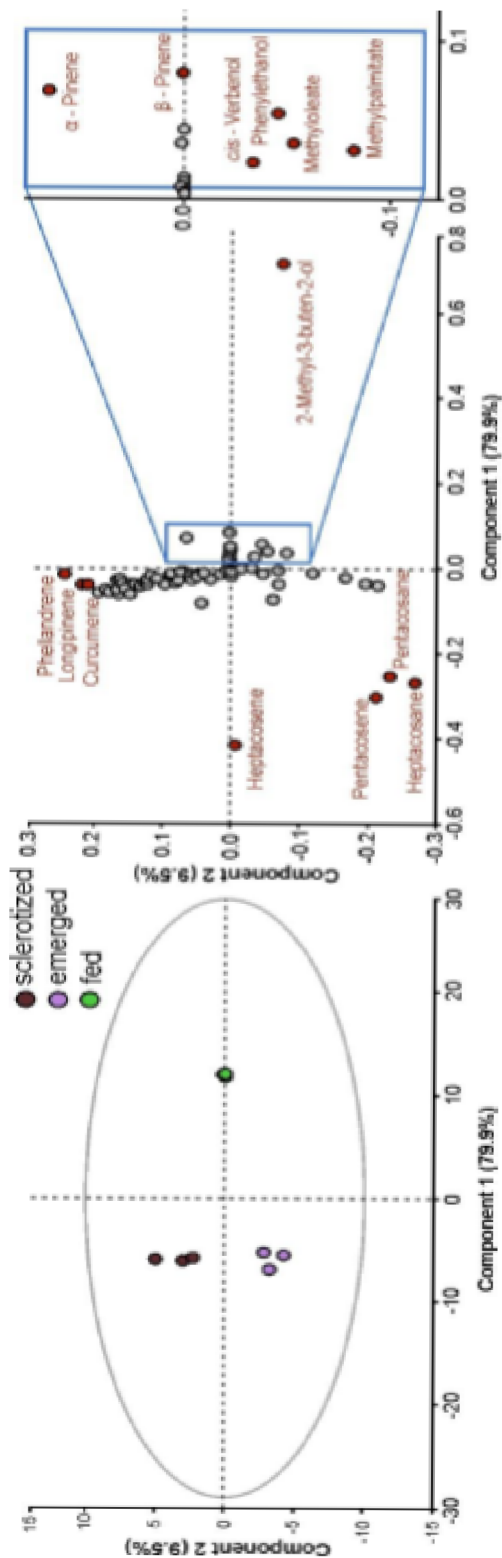 sclerotized
emerged
fed
Component 2 (9.5%)
15
10
5
0
-5
-10
-15
-30
-20
-10
0
10
20
30
Component 1 (79.9%)
Component 2 (9.5%)
0.3
0.2
0.1
0.0
-0.1
-0.2
-0.3
-0.6
-0.4
-0.2
0.0
0.2
0.4
0.6
0.8
Component 1 (79.9%)
Phellandrene
Longipinene
Curcumene
Heptacosene
Pentacosene
Pentacosane
Heptacosane
2-Methyl-3-buten-2-ol
α - Pinene
β - Pinene
cis - Verbenol
Phenylethanol
Methyloleate
Methylpalmitate
0.0
-0.1
0.0
0.1